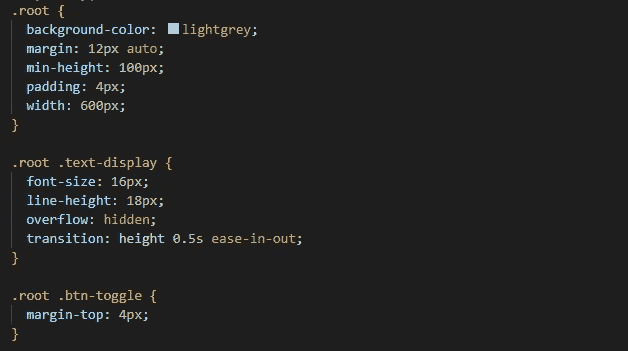 .root {
background-color: lightgrey;
margin: 12px auto;
min-height: 100px;
padding: 4px;
width: 600px;
}
.root .text-display {
font-size: 16px;
line-height: 18px;
overflow: hidden;
transition: height 0.5s ease-in-out;
}
.root .btn-toggle {
margin-top: 4px;
}